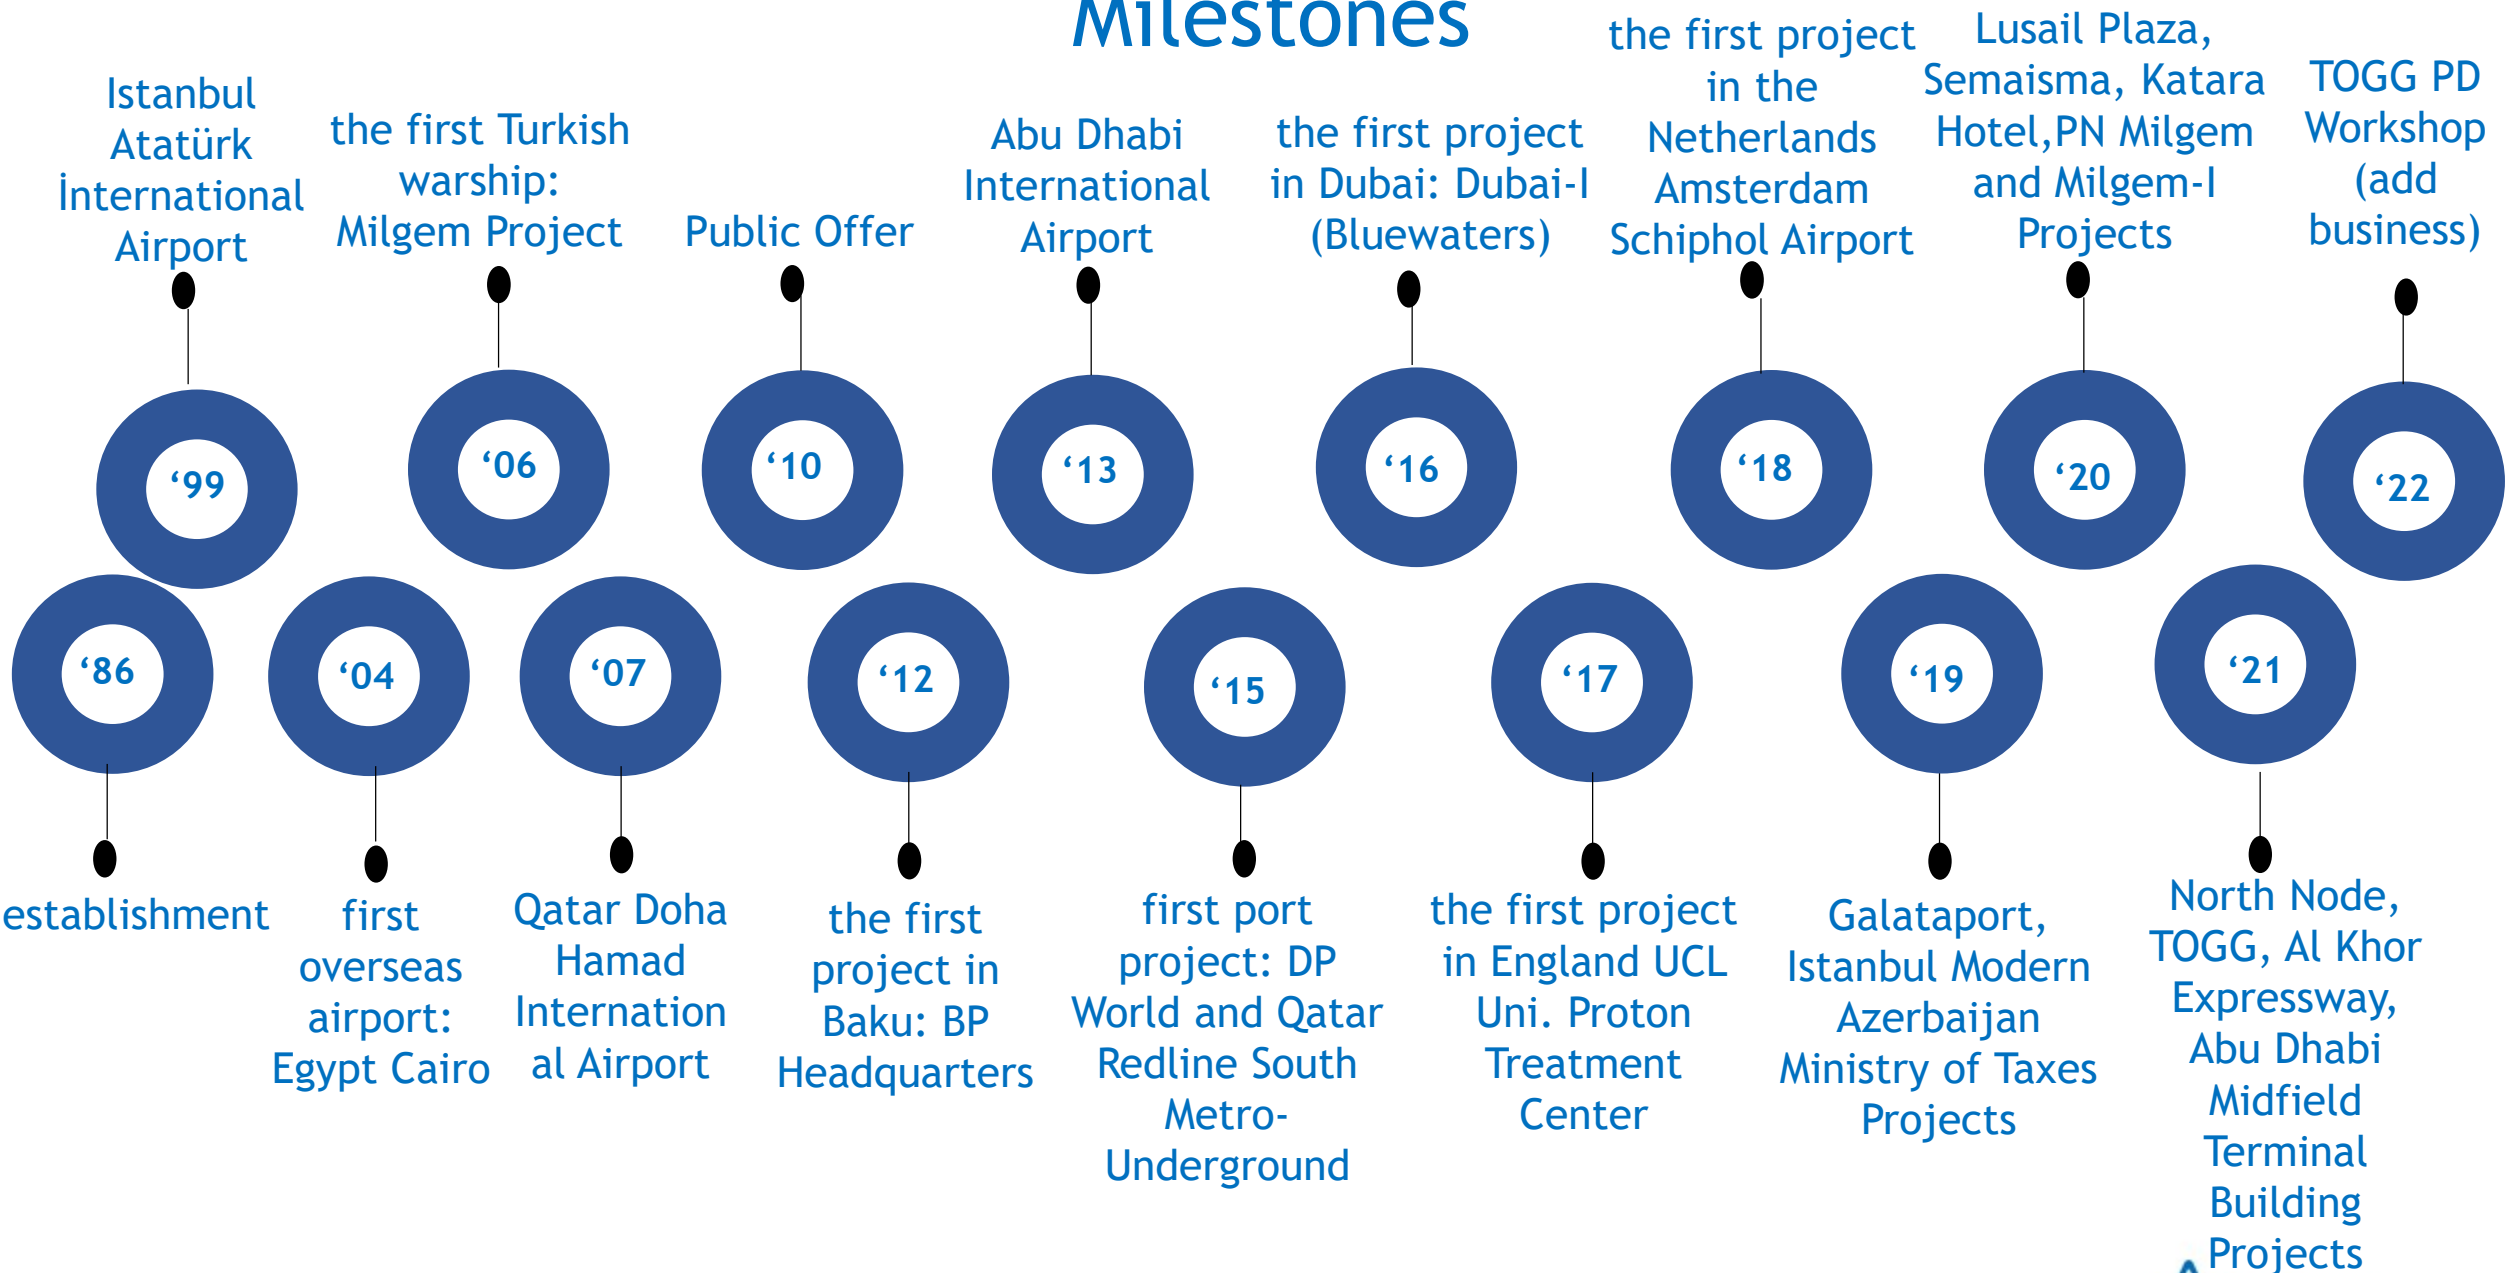 Milestones
Istanbul
Atatürk
İnternational
Airport
the first Turkish
warship:
Milgem Project
Public Offer
Abu Dhabi
International
Airport
the first project
in Dubai: Dubai-I
(Bluewaters)
the first project
in the
Netherlands
Amsterdam
Schiphol Airport
Lusail Plaza,
Semaisma, Katara
Hotel,PN Milgem
and Milgem-I
Projects
TOGG PD
Workshop
(add
business)
‘99
‘06
‘10
‘13
‘16
‘18
‘20
‘22
‘86
‘04
‘07
‘12
‘15
‘17
‘19
‘21
establishment
first
overseas
airport:
Egypt Cairo
Qatar Doha
Hamad
Internation
al Airport
the first
project in
Baku: BP
Headquarters
first port
project: DP
World and Qatar
Redline South
Metro-
Underground
the first project
in England UCL
Uni. Proton
Treatment
Center
Galataport,
Istanbul Modern
Azerbaijan
Ministry of Taxes
Projects
North Node,
TOGG, Al Khor
Expressway,
Abu Dhabi
Midfield
Terminal
Building
Projects